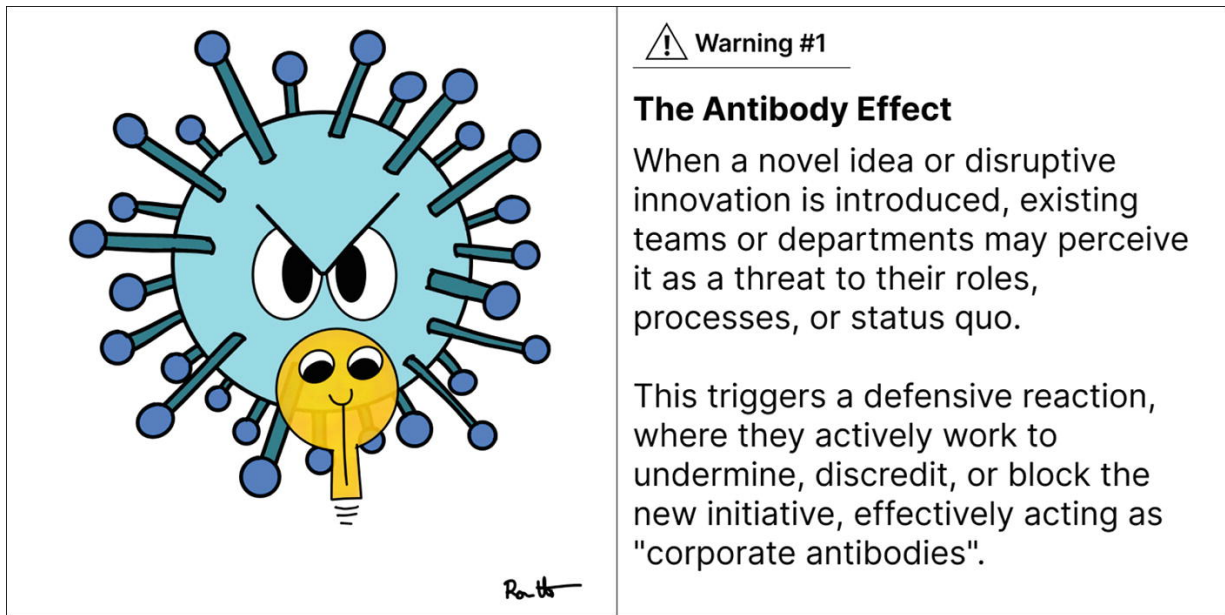 Warning #1
The Antibody Effect
When a novel idea or disruptive
innovation is introduced, existing
teams or departments may perceive
it as a threat to their roles,
processes, or status quo.
This triggers a defensive reaction,
where they actively work to
undermine, discredit, or block the
new initiative, effectively acting as
"corporate antibodies".